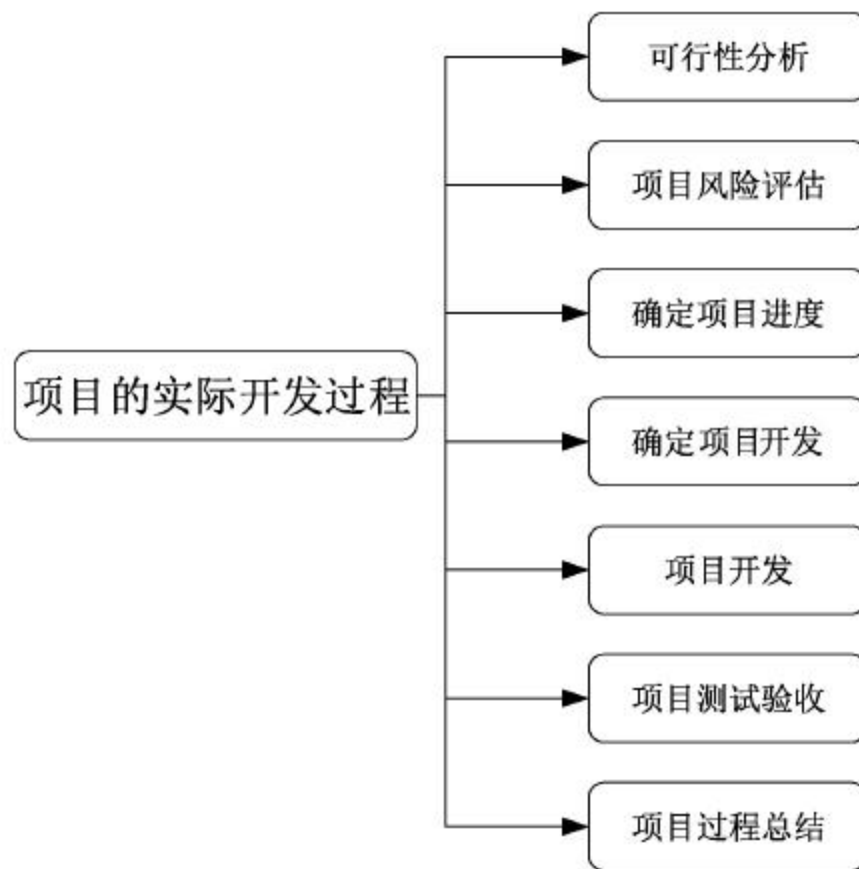 可行性分析
项目风险评估
确定项目进度
项目的实际开发过程
确定项目开发
项目开发
项目测试验收
项目过程总结